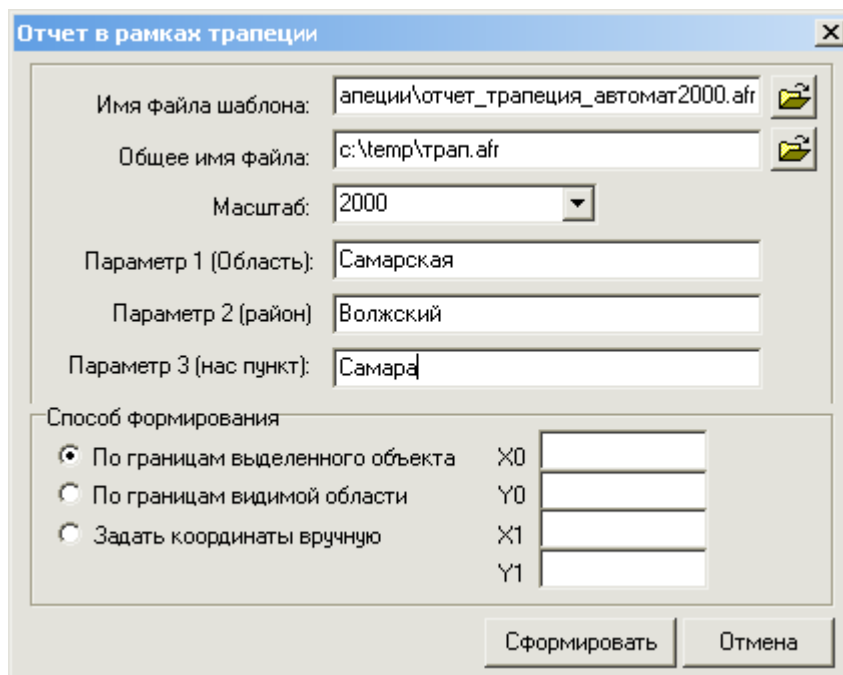 Отчет в рамках трапеции
Имя файла шаблона: апеции\отчет_трапеция_автомат2000.afr
Общее имя файла: c:\temp\трап.afr
Масштаб: 2000
Параметр 1 (Область): Самарская
Параметр 2 (район) Волжский
Параметр 3 (нас пункт): Самара
Способ формирования
По границам выделенного объекта X0
По границам видимой области Y0
Задать координаты вручную X1
Y1
Сформировать Отмена